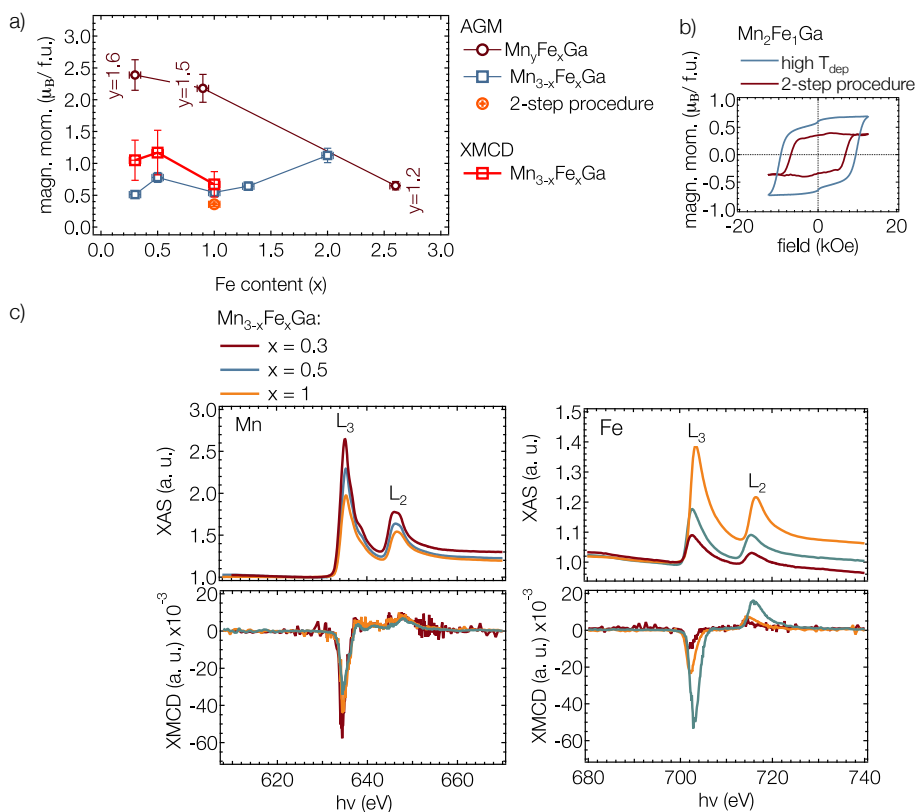 a)
magn. mom. (μB/ f.u.)
3.0
2.5
2.0
1.5
1.0
0.5
0.0
y=1.6
y=1.5
y=1.2
0.0 0.5 1.0 1.5 2.0 2.5 3.0
Fe content (x)
AGM
MnyFexGa
Mn3-xFexGa
2-step procedure
XMCD
Mn3-xFexGa
b)
Mn2Fe1Ga
high Tdep
2-step procedure
magn. mom. (μB/ f.u.)
1.0
0.5
0.0
-0.5
-1.0
-20 0 20
field (kOe)
c)
Mn3-xFexGa:
x = 0.3
x = 0.5
x = 1
XAS (a. u.)
3.0
2.5
2.0
1.5
1.0
Mn
L3
L2
XMCD (a. u.) x10-3
20
0
-20
-40
-60
620 640 660
hv (eV)
XAS (a. u.)
1.5
1.4
1.3
1.2
1.1
1.0
Fe
L3
L2
XMCD (a. u.) x10-3
20
0
-20
-40
-60
680 700 720 740
hv (eV)